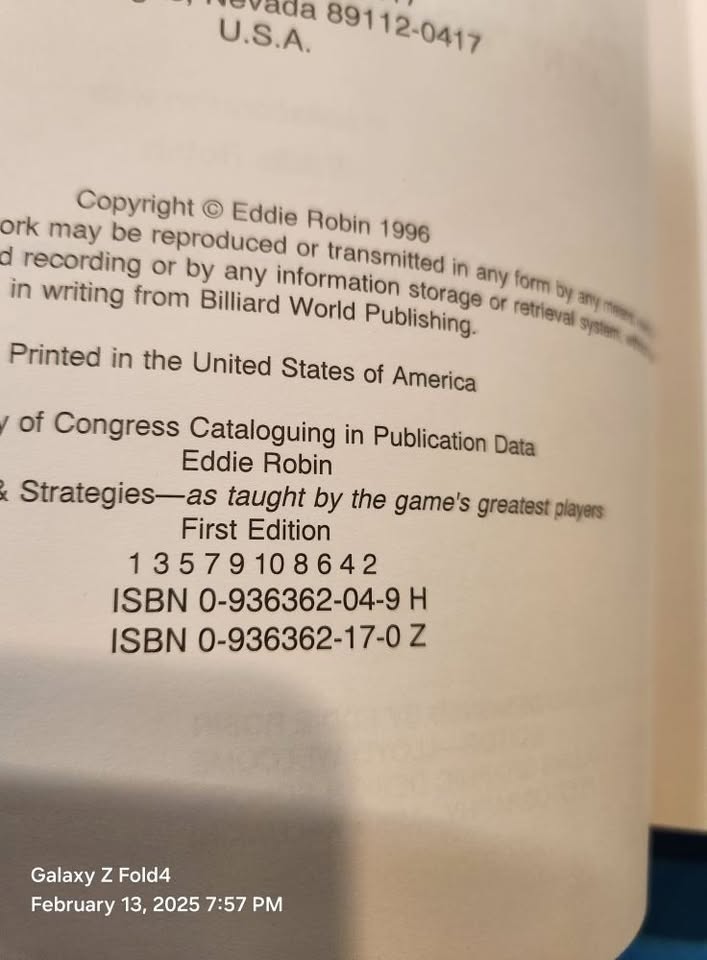 Nevada 89112-0417
U.S.A.
Copyright © Eddie Robin 1996
ork may be reproduced or transmitted in any form by any
d recording or by any information storage or retrieval system,
in writing from Billiard World Publishing.
Printed in the United States of America
y of Congress Cataloguing in Publication Data
Eddie Robin
& Strategies—as taught by the game's greatest players
First Edition
1 3 5 7 9 10 8 6 4 2
ISBN 0-936362-04-9 H
ISBN 0-936362-17-0 Z
Galaxy Z Fold4
February 13, 2025 7:57 PM